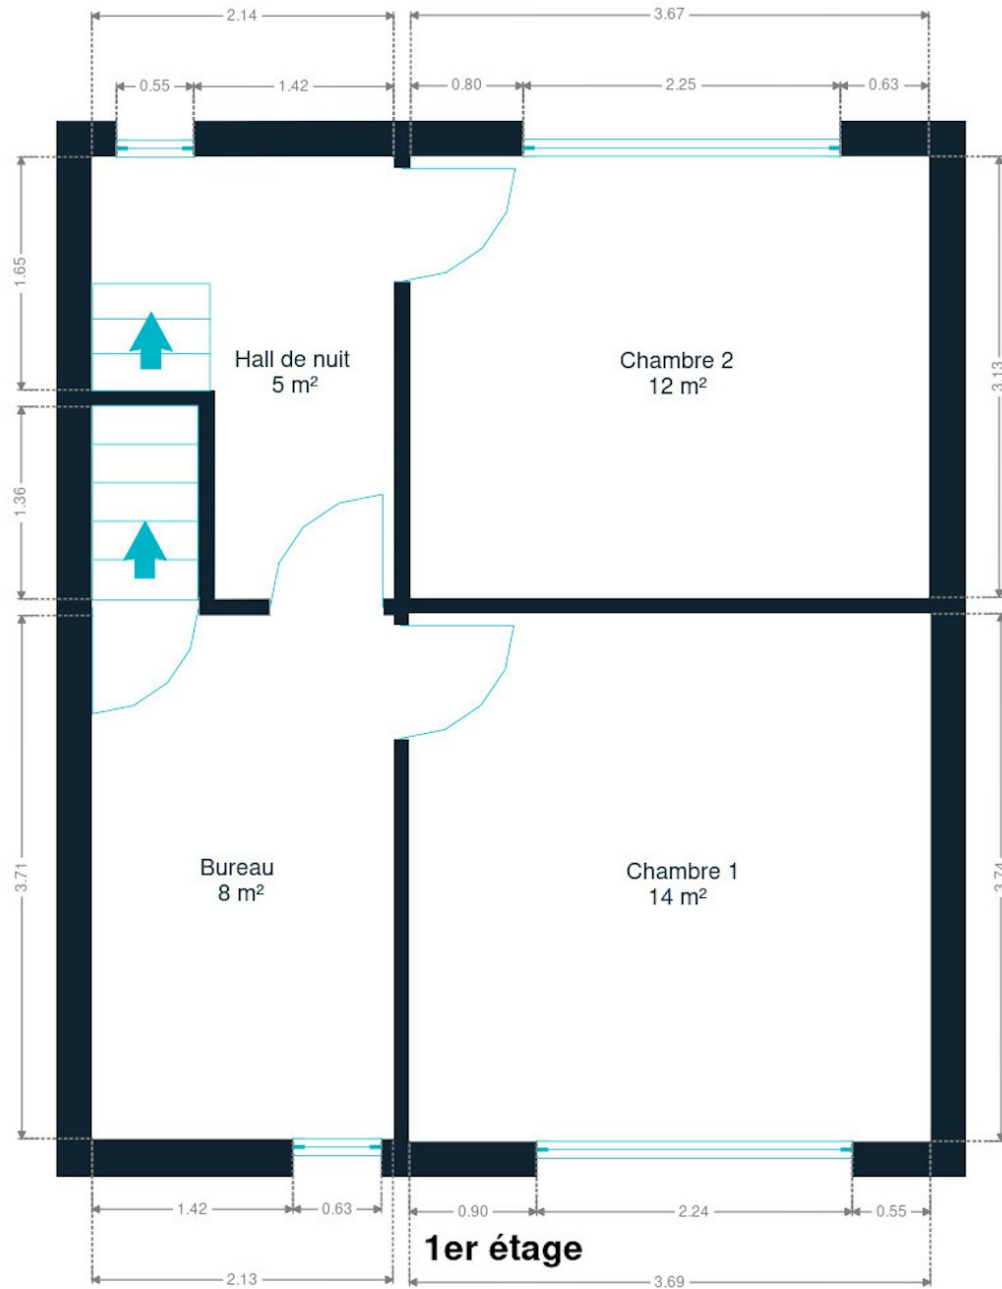 2.14
3.67
0.55
1.42
0.80
2.25
0.63
1.65
3.13
Hall de nuit
5 m²
Chambre 2
12 m²
1.36
3.71
3.74
Bureau
8 m²
Chambre 1
14 m²
1.42
0.63
0.90
2.24
0.55
1er étage
2.13
3.69